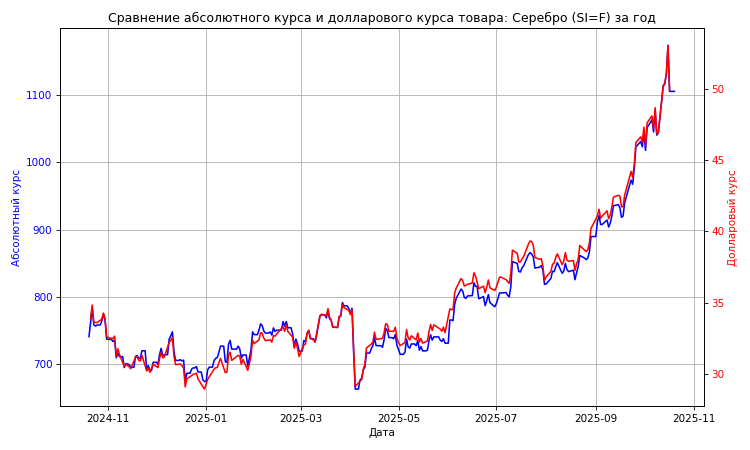 Сравнение абсолютного курса и долларового курса товара: Серебро (SI=F) за год
Абсолютный курс
1100
1000
900
800
700
50
45
40
35
30
Долларовый курс
2024-11 2025-01 2025-03 2025-05 2025-07 2025-09 2025-11
Дата